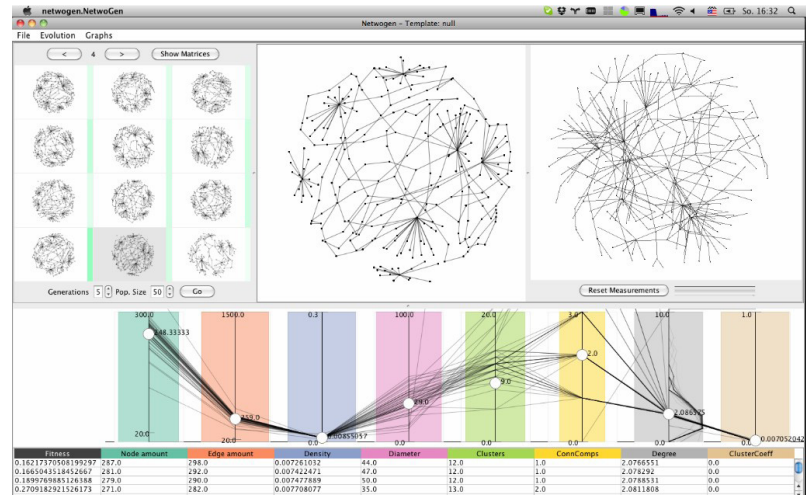 netwogen.NetwoGen
So. 16:32
Netwogen - Template: null
File Evolution Graphs
< 4 > Show Matrices
Generations 5 Pop. Size 50 Go
Reset Measurements
300.0 1500.0 0.3 100.0 20.0 3.0 10.0 1.0
248.33333
2.0
9.0
29.0
259.0
2.086575
20.0
20.0 0.0 0.00855057 0.0 0.0 0.0 0.0 0.007052042
Fitness Node amount Edge amount Density Diameter Clusters ConnComps Degree ClusterCoeff
0.16217370508199297 287.0 298.0 0.007261032 44.0 12.0 1.0 2.0766551 0.0
0.1665043518452667 281.0 292.0 0.007422471 47.0 12.0 1.0 2.078292 0.0
0.1899769885126388 279.0 290.0 0.007477889 50.0 12.0 1.0 2.0788531 0.0
0.2709182921526173 271.0 282.0 0.007708077 35.0 13.0 2.0 2.0811808 0.0